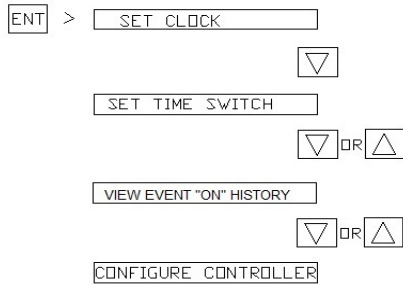 ENT > SET CLOCK
SET TIME SWITCH
OR
VIEW EVENT "ON" HISTORY
OR
CONFIGURE CONTROLLER